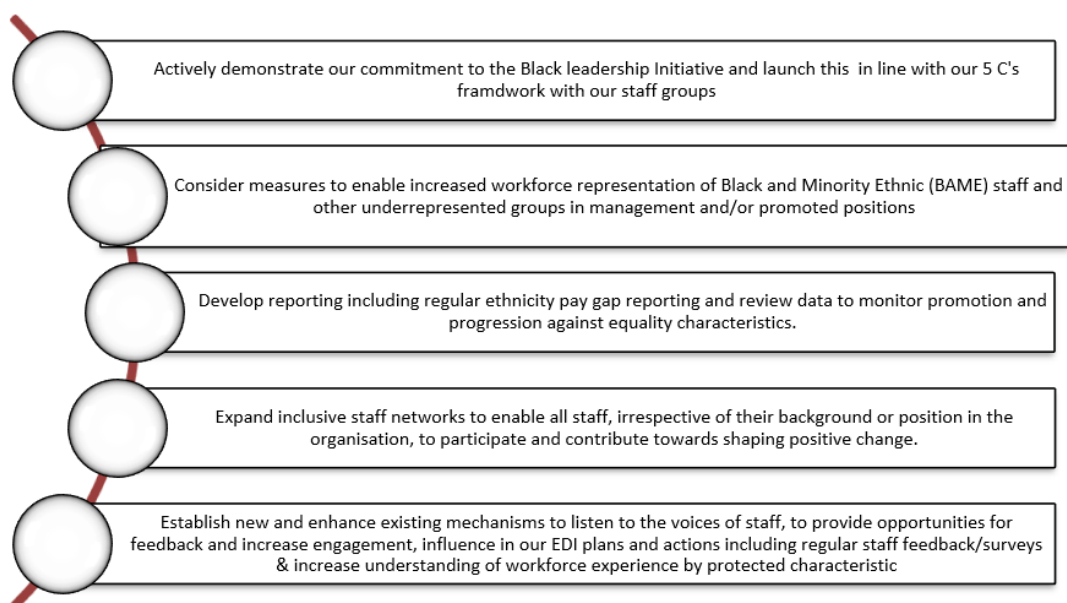 Actively demonstrate our commitment to the Black leadership Initiative and launch this  in line with our 5 C's
framdwork with our staff groups
Consider measures to enable increased workforce representation of Black and Minority Ethnic (BAME) staff and
other underrepresented groups in management and/or promoted positions
Develop reporting including regular ethnicity pay gap reporting and review data to monitor promotion and
progression against equality characteristics.
Expand inclusive staff networks to enable all staff, irrespective of their background or position in the
organisation, to participate and contribute towards shaping positive change.
Establish new and enhance existing mechanisms to listen to the voices of staff, to provide opportunities for
feedback and increase engagement, influence in our EDI plans and actions including regular staff feedback/surveys
& increase understanding of workforce experience by protected characteristic